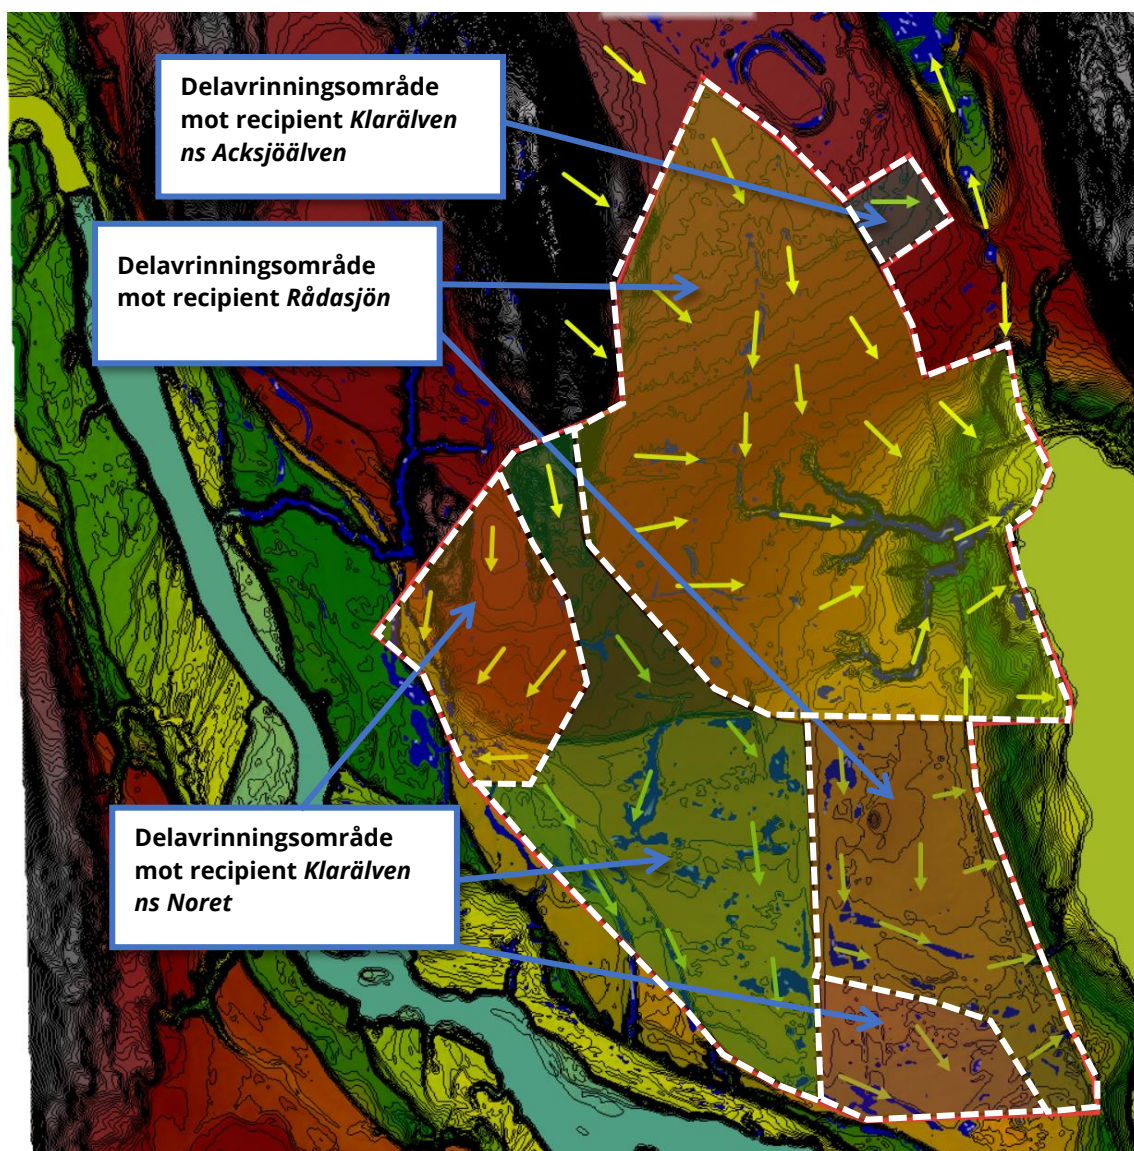 Delavrinningsområde
mot recipient Klarälven
ns Acksjöälven
Delavrinningsområde
mot recipient Rådasjön
Delavrinningsområde
mot recipient Klarälven
ns Noret